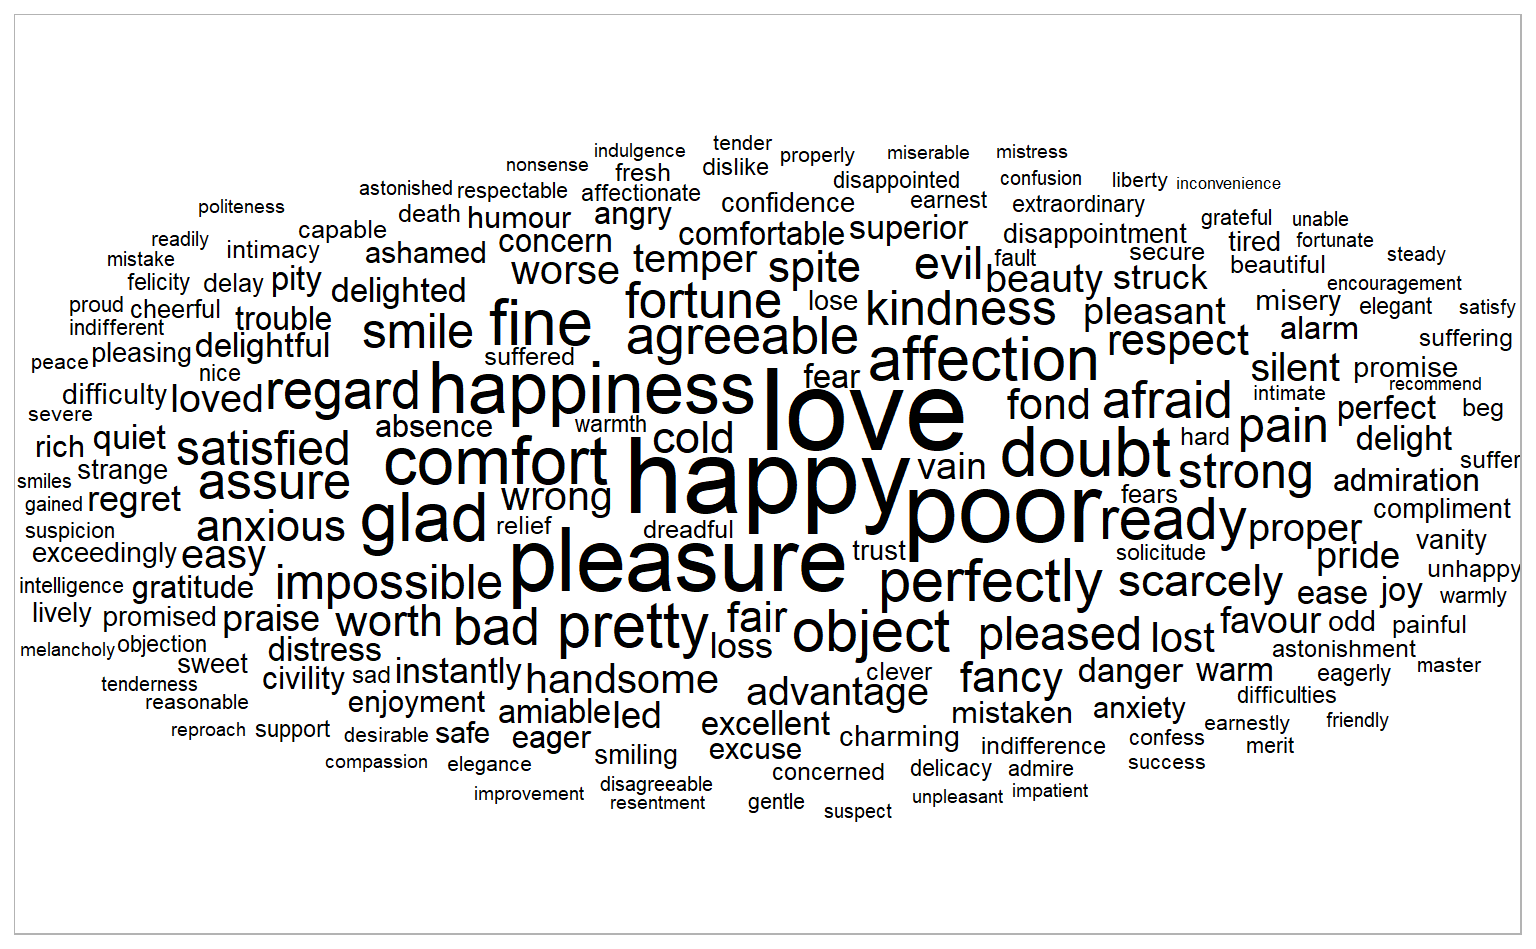 tender
indulgence properly miserable mistress
nonsense fresh dislike
astonished respectable affectionate disappointed confusion liberty inconvenience
politeness death humour angry confidence earnest extraordinary grateful unable
readily capable concern comfortable superior disappointment tired fortunate
mistake intimacy ashamed worse temper spite evil fault secure beautiful steady
felicity delay pity delighted fortune lose beauty struck encouragement
proud cheerful trouble smile fine agreeable kindness pleasant misery elegant satisfy
indifferent delightful suffered affection respect alarm suffering
peace pleasing nice happiness fear silent promise
difficulty loved regard love fond afraid intimate recommend
severe absence warmth cold pain perfect beg
rich quiet satisfied comfort happy vain doubt hard delight
smiles strange assure wrong strong admiration suffer
gained regret glad poor fears compliment
suspicion anxious relief dreadful ready proper vanity
exceedingly easy pleasure trust solicitude pride unhappy
intelligence gratitude impossible perfectly scarcely ease joy warmly
lively promised praise worth bad pretty fair object pleased lost favour odd painful
melancholy objection distress loss astonishment
sweet civility sad instantly handsome clever fancy danger warm eagerly master
tenderness reasonable enjoyment amiable led advantage mistaken anxiety difficulties
reproach support desirable safe eager excellent charming indifference confess earnestly friendly
compassion elegance smiling excuse concerned delicacy admire success merit
improvement disagreeable resentment gentle suspect unpleasant impatient